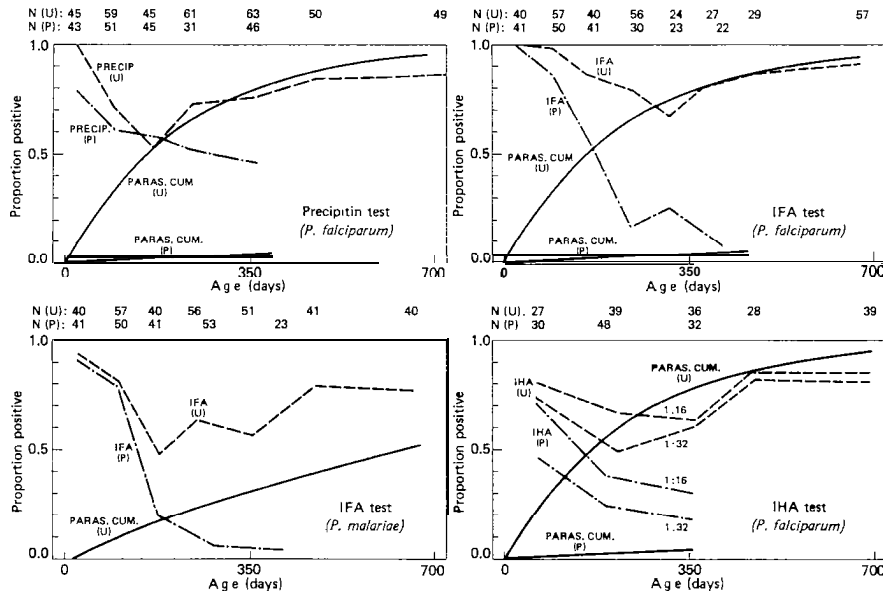 N (U): 45 59 45 61 63 50 49
N (P): 43 51 45 31 46
1.0
0.5
0.0
Proportion positive
PRECIP
(U)
PRECIP.
(P)
PARAS. CUM
(U)
PARAS. CUM.
(P)
Precipitin test
(P. falciparum)
0 350 700
Age (days)
N (U): 40 57 40 56 24 27 29 57
N (P): 41 50 41 30 23 22
1.0
0.5
0.0
Proportion positive
IFA
(U)
IFA
(P)
PARAS. CUM
(U)
PARAS. CUM.
(P)
IFA test
(P. falciparum)
0 350 700
Age (days)
N (U): 40 57 40 56 51 41 40
N (P): 41 50 41 53 23
1.0
0.5
0.0
Proportion positive
IFA
(U)
IFA
(P)
PARAS. CUM.
(U)
IFA test
(P. malariae)
0 350 700
Age (days)
N (U). 27 39 36 28 39
N (P) 30 48 32
1.0
0.5
0.0
Proportion positive
PARAS. CUM.
(U)
IHA
(U)
IHA
(P)
1.16
1:32
1:16
1.32
PARAS. CUM.
(P)
IHA test
(P. falciparum)
0 350 700
Age (days)